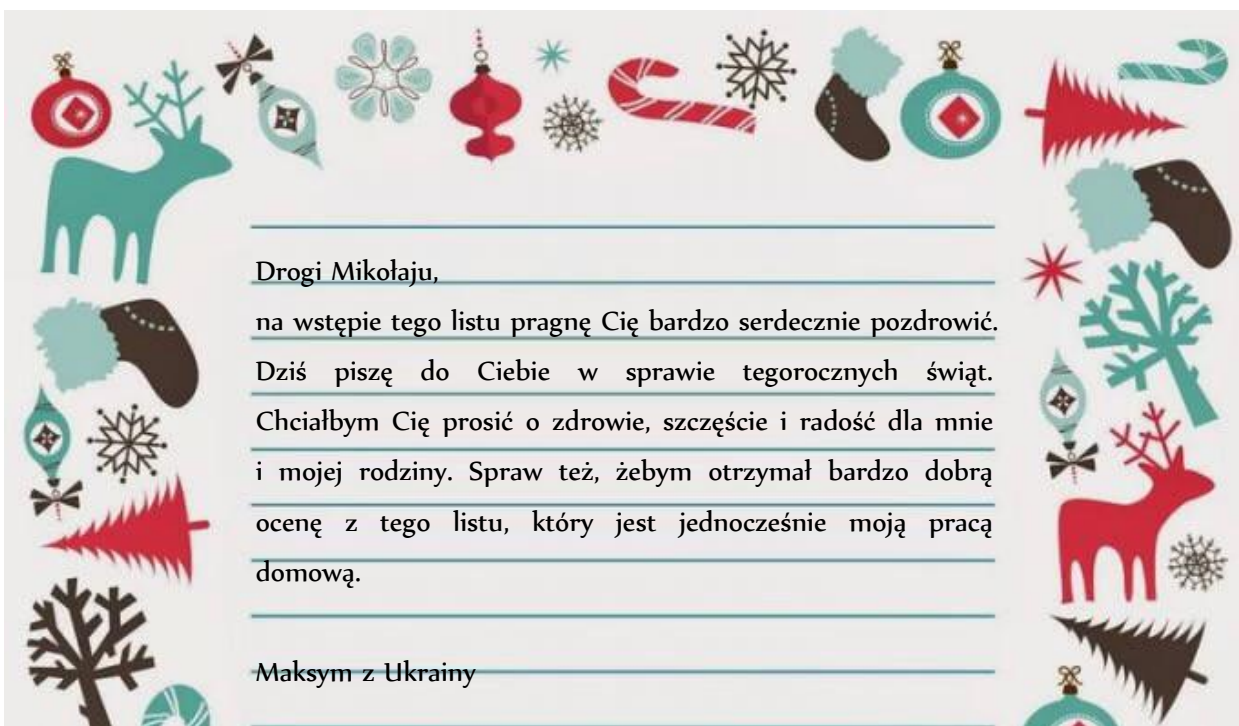 Drogi Mikołaju,
na wstępie tego listu pragnę Cię bardzo serdecznie pozdrowić.
Dziś piszę do Ciebie w sprawie tegorocznych świąt.
Chciałbym Cię prosić o zdrowie, szczęście i radość dla mnie
i mojej rodziny. Spraw też, żebym otrzymał bardzo dobrą
ocenę z tego listu, który jest jednocześnie moją pracą
domową.
Maksym z Ukrainy